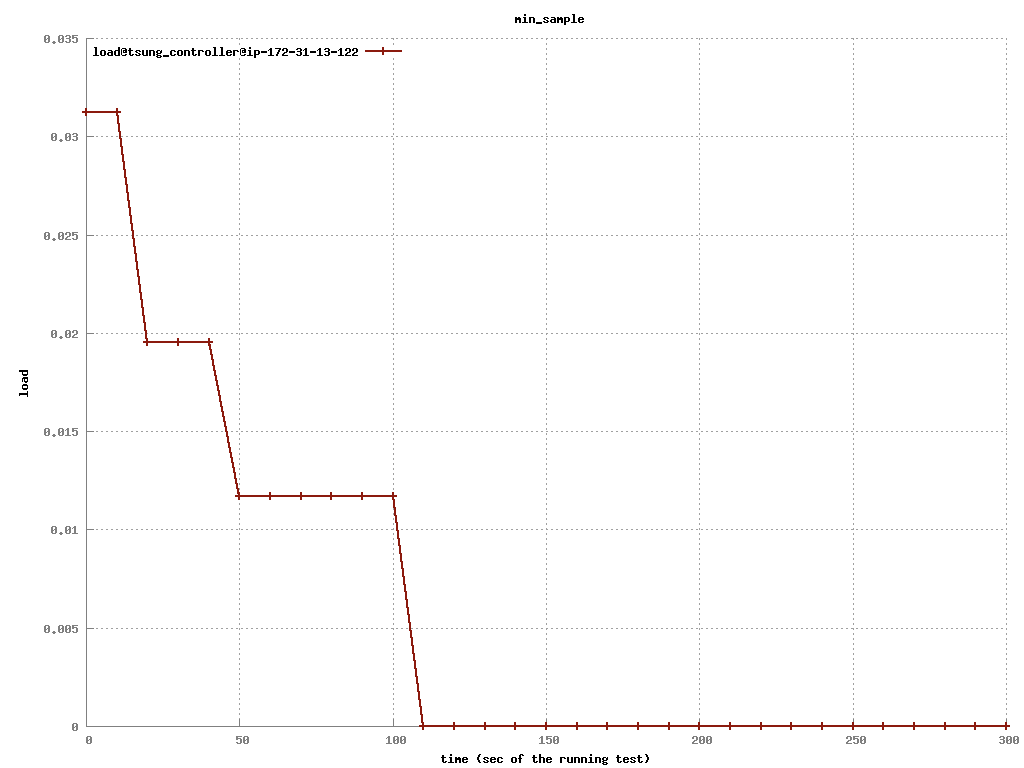 min_sample
load@tsung_controller@ip-172-31-13-122
0.035
0.03
0.025
0.02
0.015
0.01
0.005
0
load
0 50 100 150 200 250 300
time (sec of the running test)